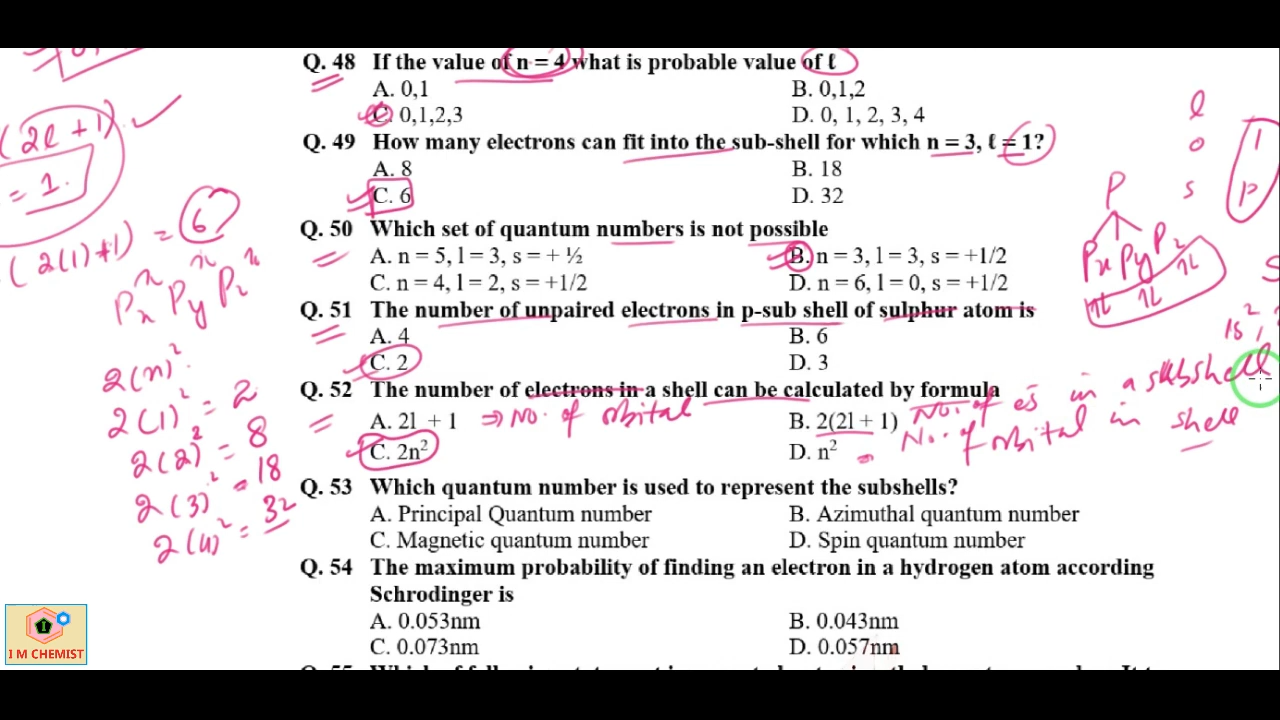 Q. 48 If the value of n = 4 what is probable value of ℓ
A. 0,1 B. 0,1,2
C. 0,1,2,3 D. 0, 1, 2, 3, 4
Q. 49 How many electrons can fit into the sub-shell for which n = 3, ℓ = 1?
A. 8 B. 18
C. 6 D. 32
Q. 50 Which set of quantum numbers is not possible
A. n = 5, l = 3, s = + ½ B. n = 3, l = 3, s = +1/2
C. n = 4, l = 2, s = +1/2 D. n = 6, l = 0, s = +1/2
Q. 51 The number of unpaired electrons in p-sub shell of sulphur atom is
A. 4 B. 6
C. 2 D. 3
Q. 52 The number of electrons in a shell can be calculated by formula
A. 2l + 1 ⇒ No. of orbital B. 2(2l + 1) No. of es in a subshell
C. 2n² D. n² = No. of orbital in shell
Q. 53 Which quantum number is used to represent the subshells?
A. Principal Quantum number B. Azimuthal quantum number
C. Magnetic quantum number D. Spin quantum number
Q. 54 The maximum probability of finding an electron in a hydrogen atom according
Schrodinger is
A. 0.053nm B. 0.043nm
C. 0.073nm D. 0.057nm
(2ℓ + 1)
= 1.
(2(1)+1) = 6
Px Py Pz
2(n)²
2(1)² = 2
2(2)² = 8
2(3)² = 18
2(4)² = 32
ℓ
0 1
s p
P
Px Py Pz
1s²,
I M CHEMIST